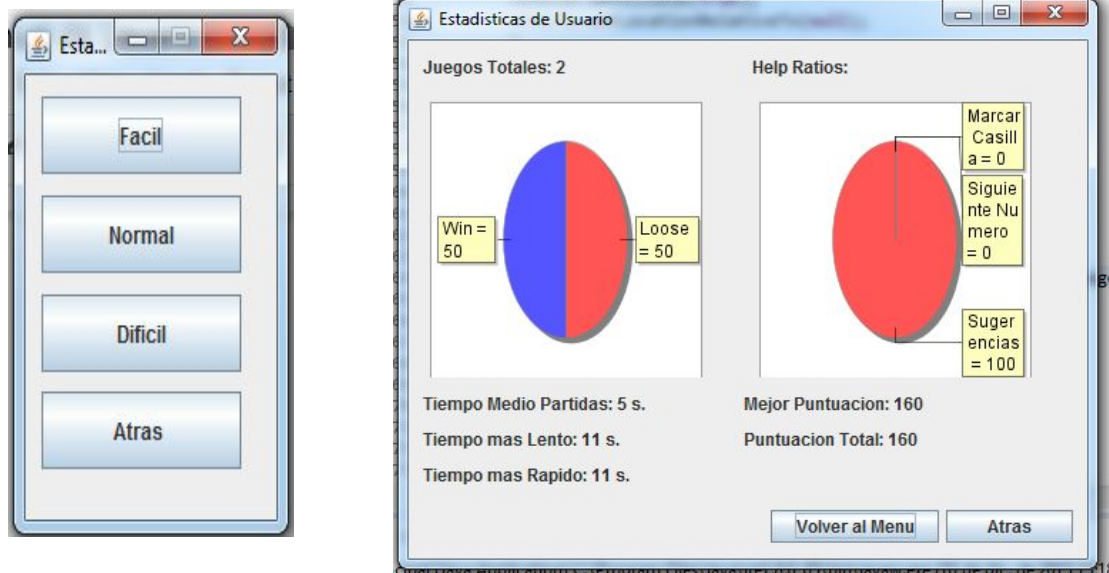 Esta...
Facil
Normal
Dificil
Atras
Estadisticas de Usuario
Juegos Totales: 2
Help Ratios:
Win =
50
Loose
= 50
Marcar
Casill
a = 0
Siguie
nte Nu
mero
= 0
Suger
encias
= 100
Tiempo Medio Partidas: 5 s.
Mejor Puntuacion: 160
Tiempo mas Lento: 11 s.
Puntuacion Total: 160
Tiempo mas Rapido: 11 s.
Volver al Menu
Atras